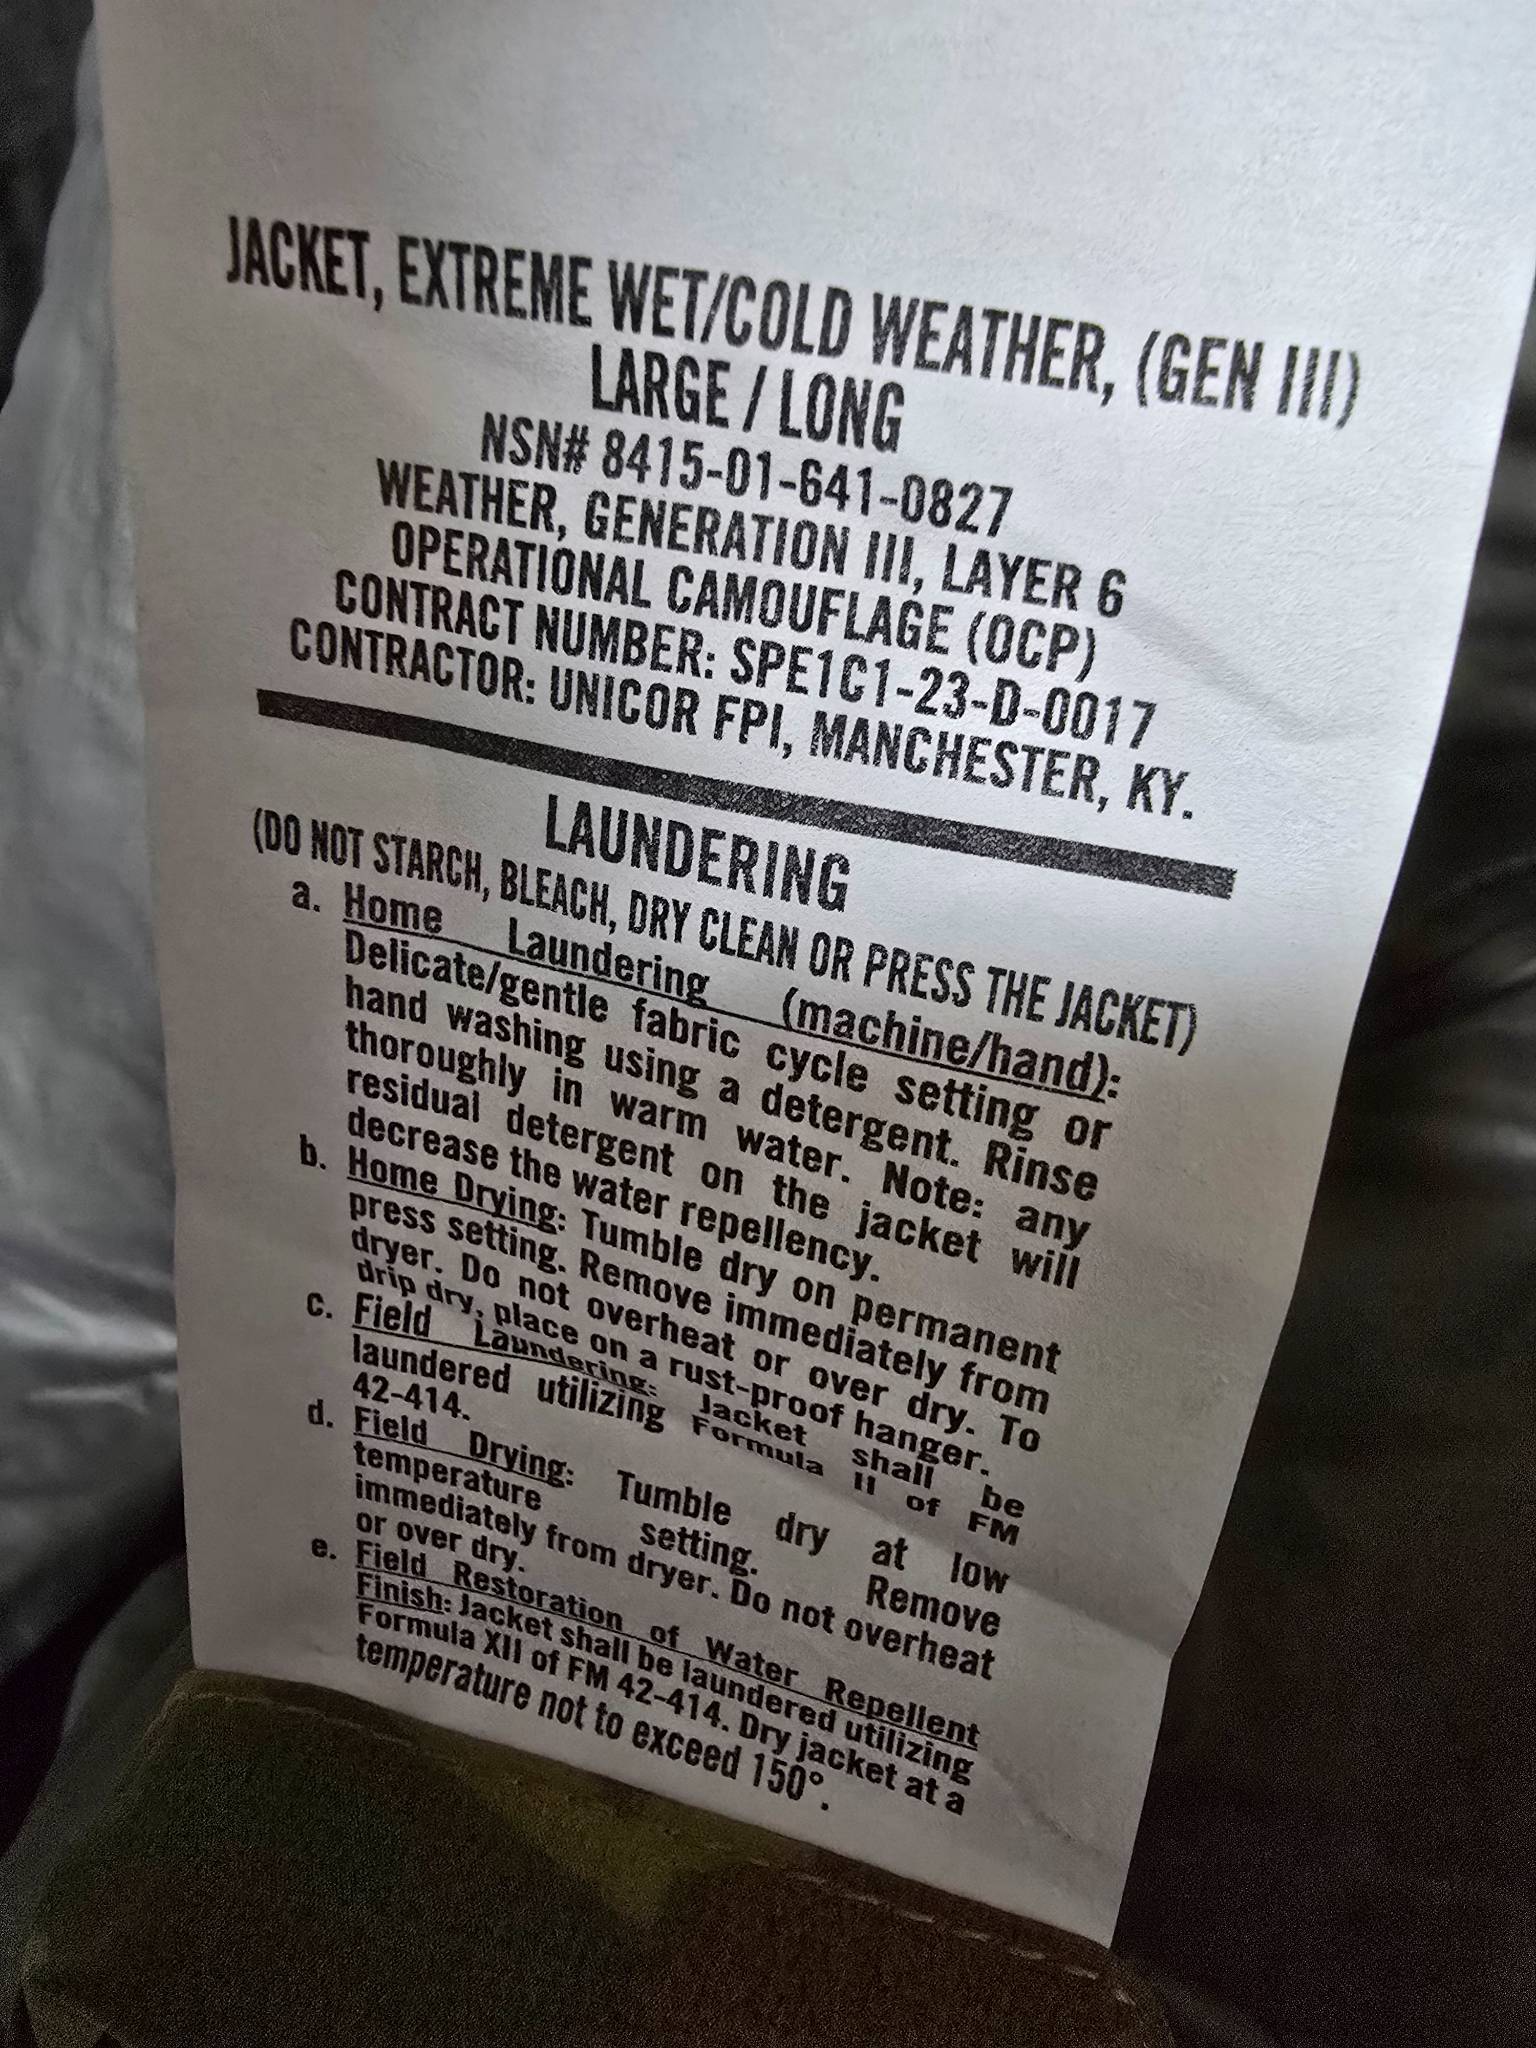 JACKET, EXTREME WET/COLD WEATHER, (GEN III)
LARGE / LONG
NSN# 8415-01-641-0827
WEATHER, GENERATION III, LAYER 6
OPERATIONAL CAMOUFLAGE (OCP)
CONTRACT NUMBER: SPE1C1-23-D-0017
CONTRACTOR: UNICOR FPI, MANCHESTER, KY.
LAUNDERING
(DO NOT STARCH, BLEACH, DRY CLEAN OR PRESS THE JACKET)
a. Home Laundering (machine/hand):
Delicate/gentle fabric cycle setting or
hand washing using a detergent. Rinse
thoroughly in warm water. Note: any
residual detergent on the jacket will
decrease the water repellency.
b. Home Drying: Tumble dry on permanent
press setting. Remove immediately from
dryer. Do not overheat or over dry. To
drip dry, place on a rust-proof hanger.
c. Field Laundering: Jacket shall be
laundered utilizing Formula II of FM
42-414.
d. Field Drying: Tumble dry at low
temperature setting. Remove
immediately from dryer. Do not overheat
or over dry.
e. Field Restoration of Water Repellent
Finish: Jacket shall be laundered utilizing
Formula XII of FM 42-414. Dry jacket at a
temperature not to exceed 150°.